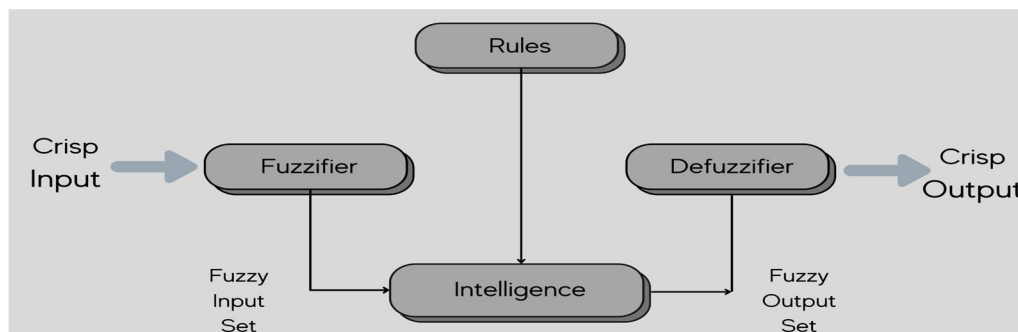 Rules
Crisp
Input
Fuzzifier
Defuzzifier
Crisp
Output
Fuzzy
Input
Set
Intelligence
Fuzzy
Output
Set